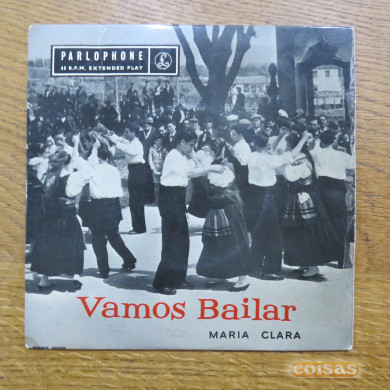 PARLOPHONE
45 R.P.M. EXTENDED PLAY
Vamos Bailar
MARIA CLARA
coisas